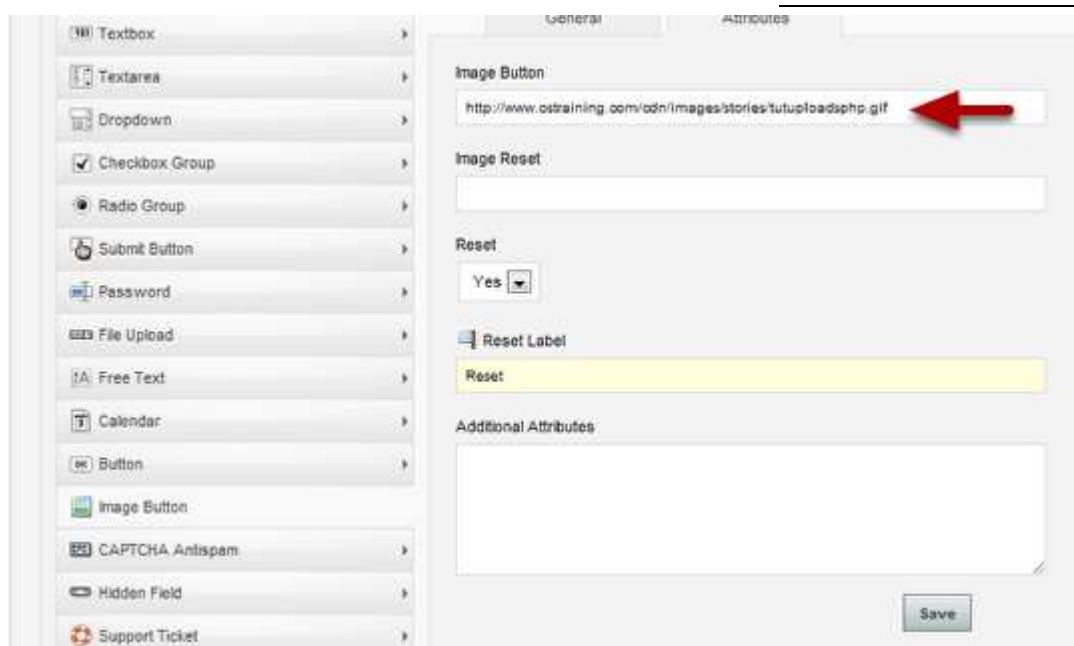 General Attributes
Textbox
Textarea
Dropdown
Checkbox Group
Radio Group
Submit Button
Password
File Upload
Free Text
Calendar
Button
Image Button
CAPTCHA Antispam
Hidden Field
Support Ticket
Image Button
http://www.ostraining.com/cdn/images/stories/tutuploadsphp.gif
Image Reset
Reset
Yes
Reset Label
Reset
Additional Attributes
Save